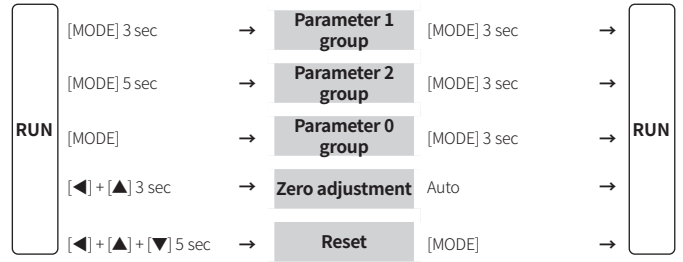 RUN
[MODE] 3 sec → Parameter 1 group [MODE] 3 sec →
[MODE] 5 sec → Parameter 2 group [MODE] 3 sec →
[MODE] → Parameter 0 group [MODE] 3 sec →
[◀] + [▲] 3 sec → Zero adjustment Auto →
[◀] + [▲] + [▼] 5 sec → Reset [MODE] →
RUN